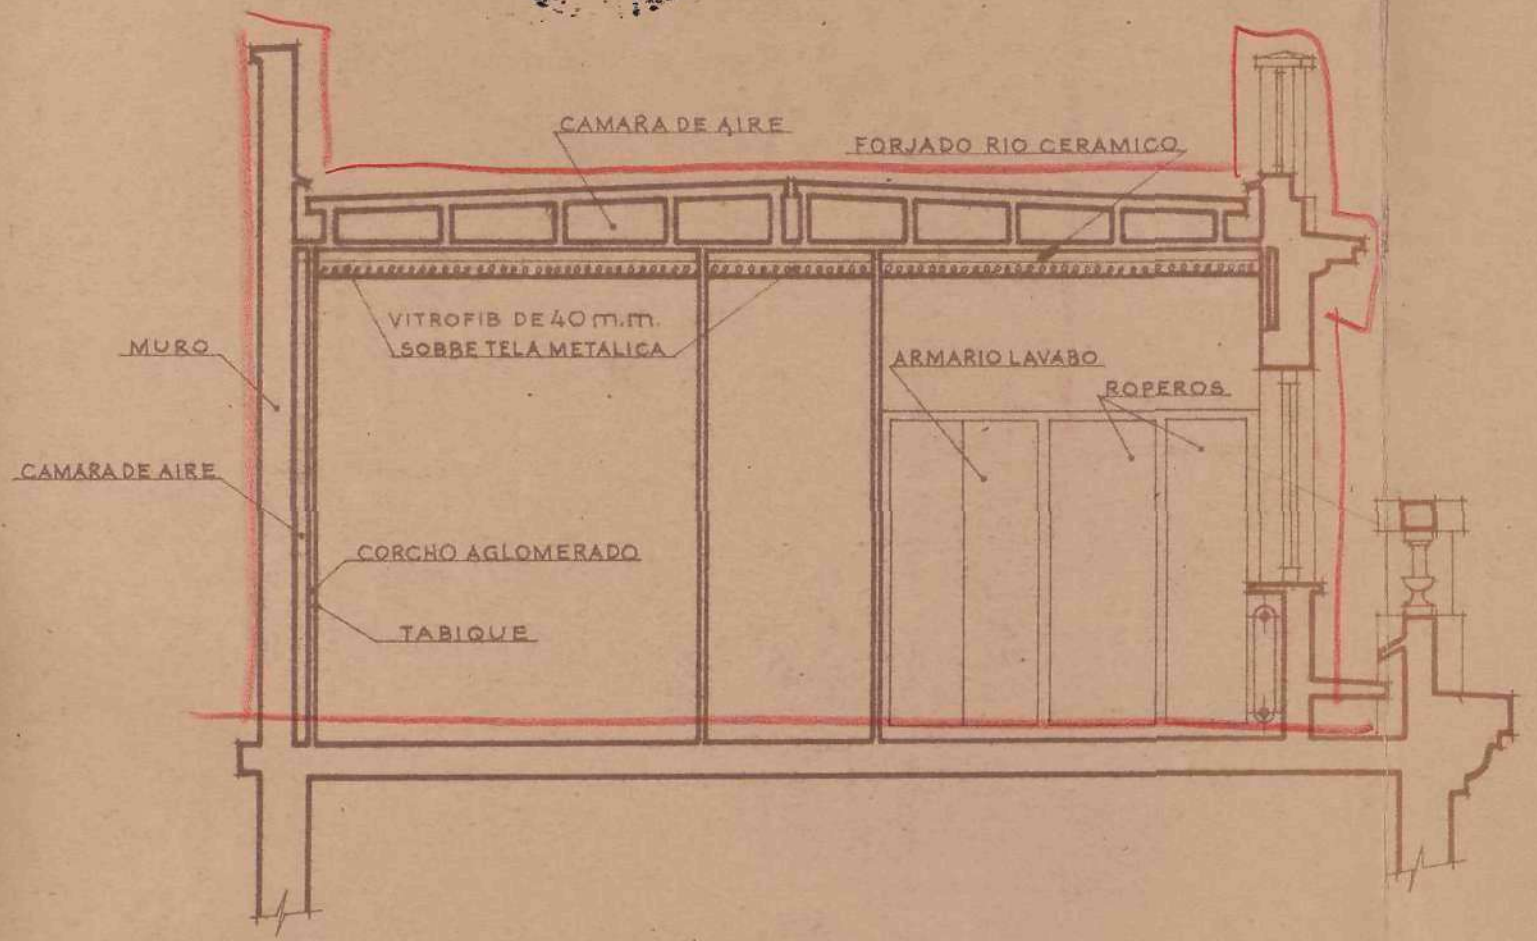 CAMARA DE AIRE
FORJADO RIO CERAMICO
VITROFIB DE 40 m.m.
SOBRE TELA METALICA
MURO
ARMARIO LAVABO
ROPEROS
CAMARA DE AIRE
CORCHO AGLOMERADO
TABIQUE